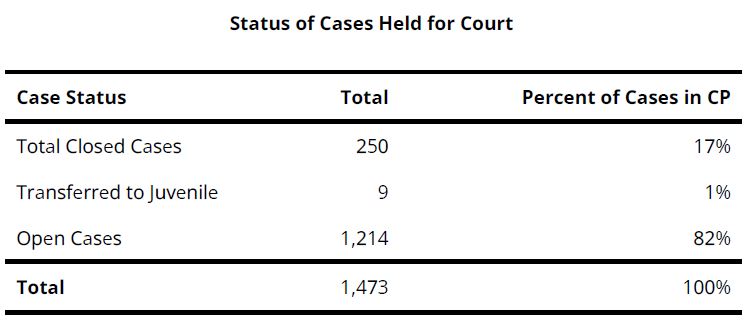 Status of Cases Held for Court
Case Status Total Percent of Cases in CP
Total Closed Cases 250 17%
Transferred to Juvenile 9 1%
Open Cases 1,214 82%
Total 1,473 100%